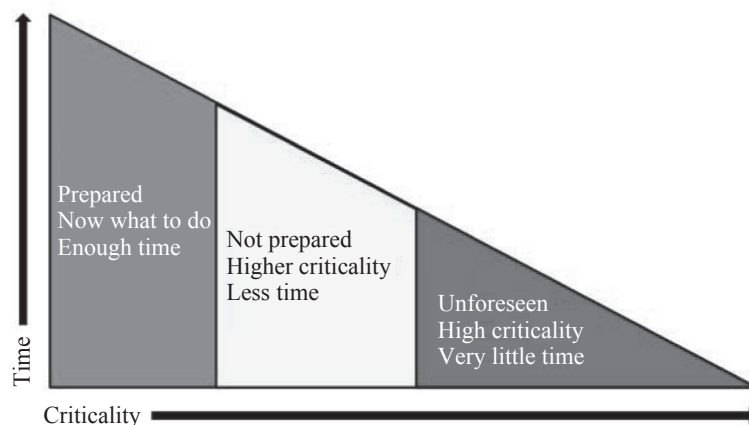 Prepared
Now what to do
Enough time
Not prepared
Higher criticality
Less time
Unforeseen
High criticality
Very little time
Time
Criticality